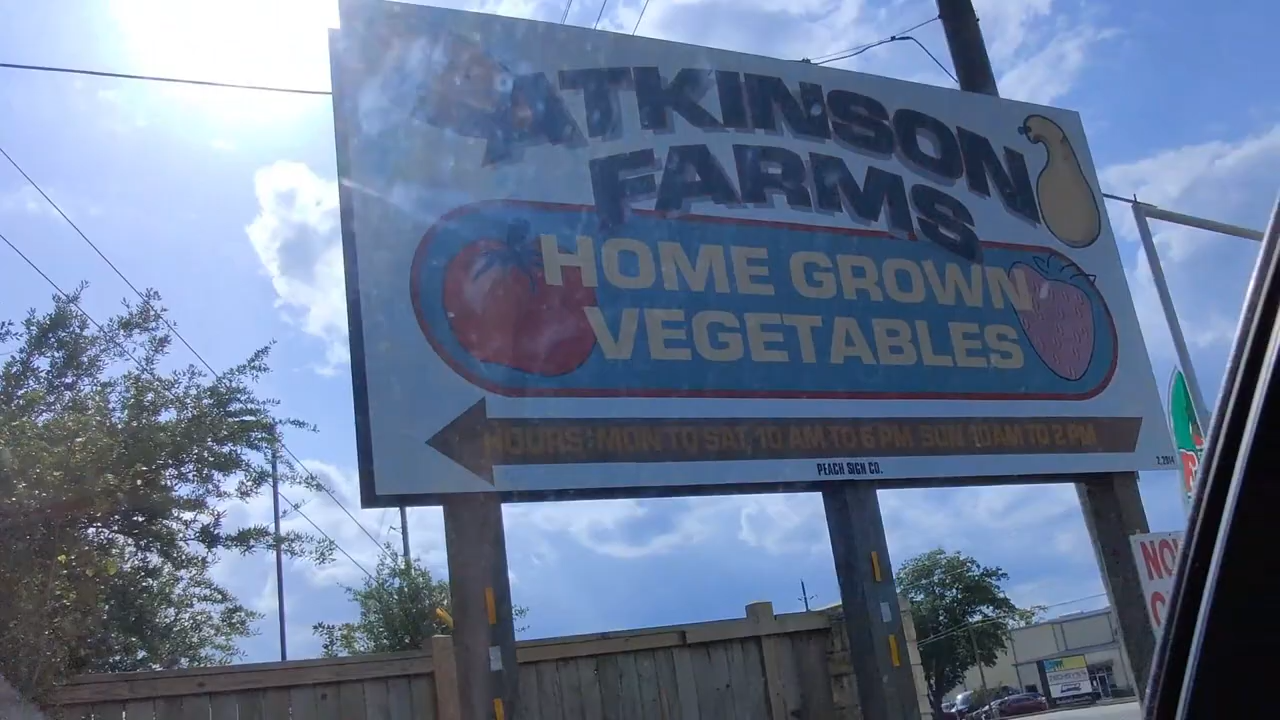 ATKINSON
FARMS
HOME GROWN
VEGETABLES
HOURS: MON TO SAT, 10 AM TO 6 PM SUN 10 AM TO 2 PM
PEACH SIGN CO.